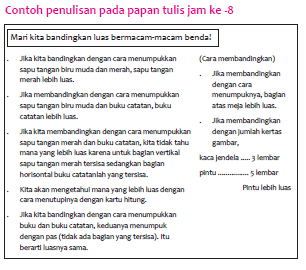 Contoh penulisan pada papan tulis jam ke -8
Mari kita bandingkan luas bermacam-macam benda!
. Jika kita bandingkan dengan cara menumpukkan
sapu tangan biru muda dan merah, sapu tangan
merah lebih luas.
. Jika membandingkan dengan cara menumpukkan
sapu tangan biru muda dan buku catatan, buku
catatan lebih luas.
. Jika kita membandingkan dengan cara menumpukkan
sapu tangan merah dan buku catatan, kita tidak tahu
mana yang lebih luas karena untuk bagian vertikal
sapu tangan merah tersisa sedangkan bagian
horisontal buku catatanlah yang tersisa.
. Kita akan mengetahui mana yang lebih luas dengan
cara menutupinya dengan kartu hitung.
. Jika kita bandingkan dengan cara menumpukkan
buku dan buku catatan, keduanya menumpuk
dengan pas (tidak ada bagian yang tersisa). Itu
berarti luasnya sama.
(Cara membandingkan)
. Jika membandingkan
dengan cara
menumpuknya, bagian
atas meja lebih luas.
. Jika membandingkan
dengan jumlah kertas
gambar,
kaca jendela ..... 3 lembar
pintu ............... 5 lembar
Pintu lebih luas